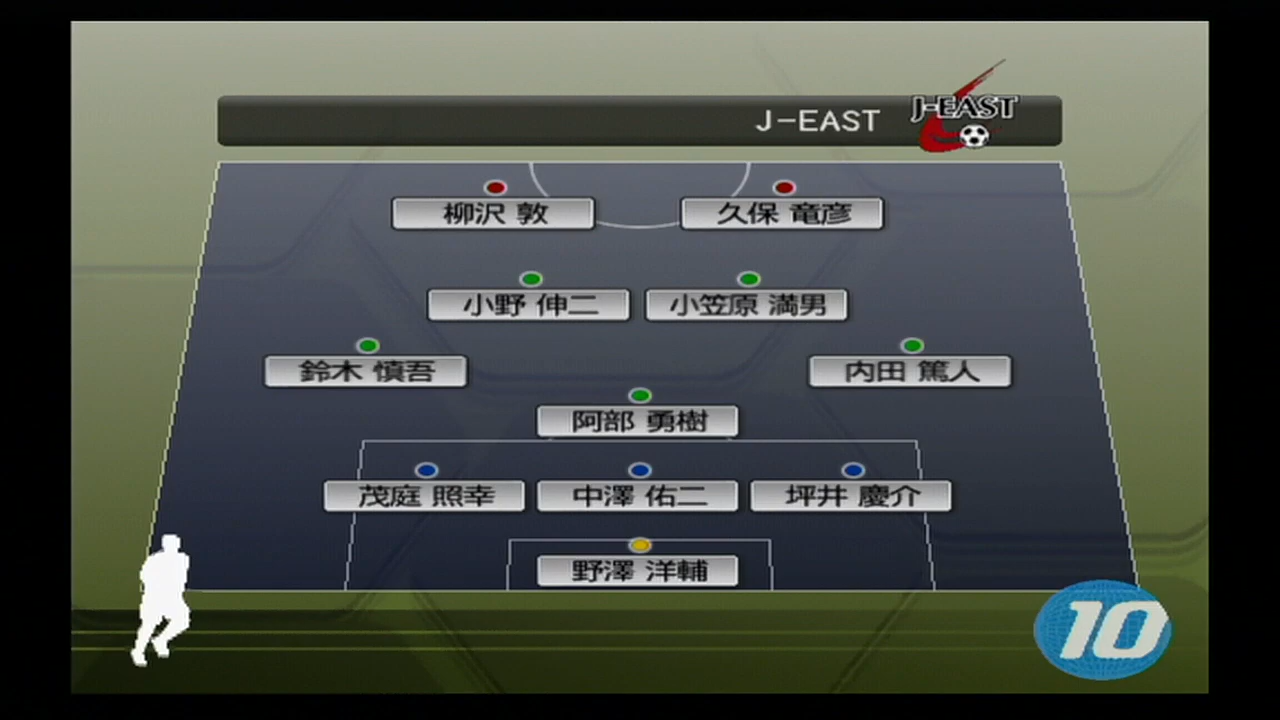 J-EAST J-EAST
柳沢 敦 久保 竜彦
小野 伸二 小笠原 満男
鈴木 慎吾 内田 篤人
阿部 勇樹
茂庭 照幸 中澤 佑二 坪井 慶介
野澤 洋輔
10